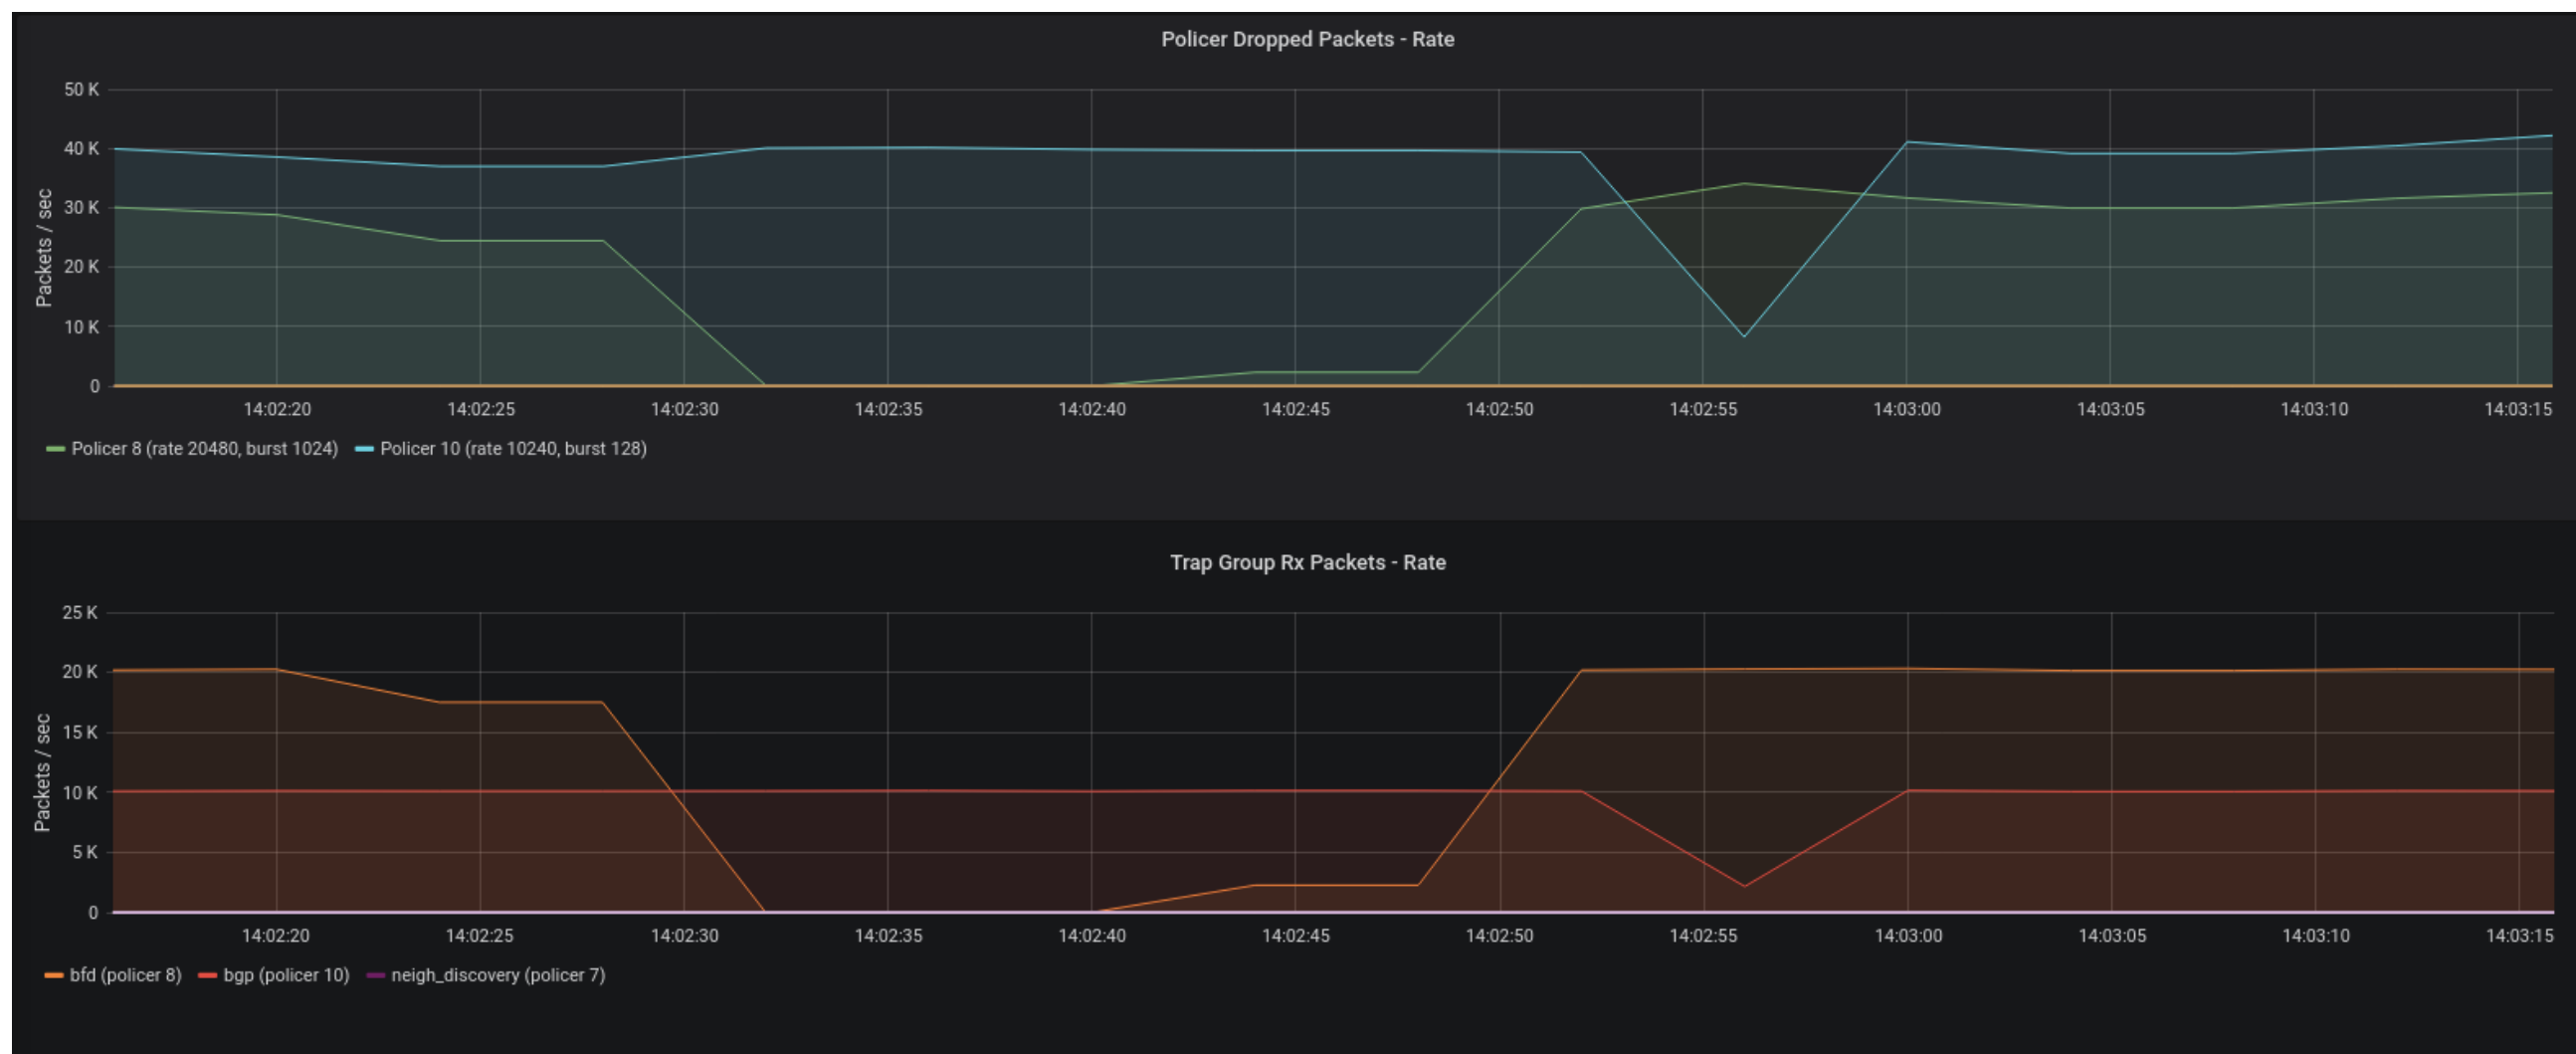 Policer Dropped Packets - Rate
50 K
40 K
30 K
20 K
10 K
0
Packets / sec
14:02:20 14:02:25 14:02:30 14:02:35 14:02:40 14:02:45 14:02:50 14:02:55 14:03:00 14:03:05 14:03:10 14:03:15
Policer 8 (rate 20480, burst 1024) Policer 10 (rate 10240, burst 128)
Trap Group Rx Packets - Rate
25 K
20 K
15 K
10 K
5 K
0
Packets / sec
14:02:20 14:02:25 14:02:30 14:02:35 14:02:40 14:02:45 14:02:50 14:02:55 14:03:00 14:03:05 14:03:10 14:03:15
bfd (policer 8) bgp (policer 10) neigh_discovery (policer 7)